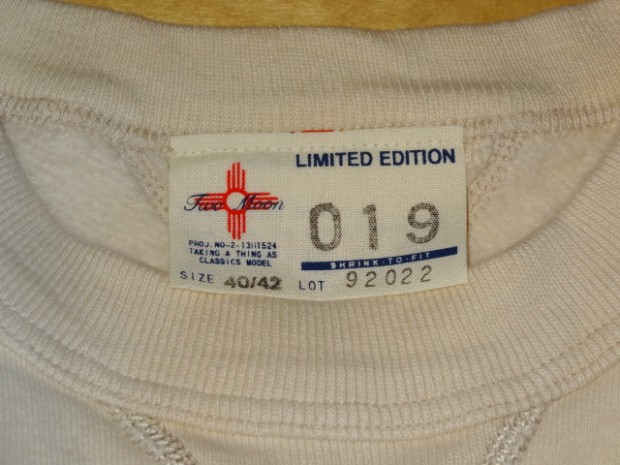 LIMITED EDITION
Two Moon
019
PROJ. NO-2-13111524
TAKING A THING AS
CLASSICS MODEL
SHRINK-TO-FIT
SIZE 40/42 LOT 92022